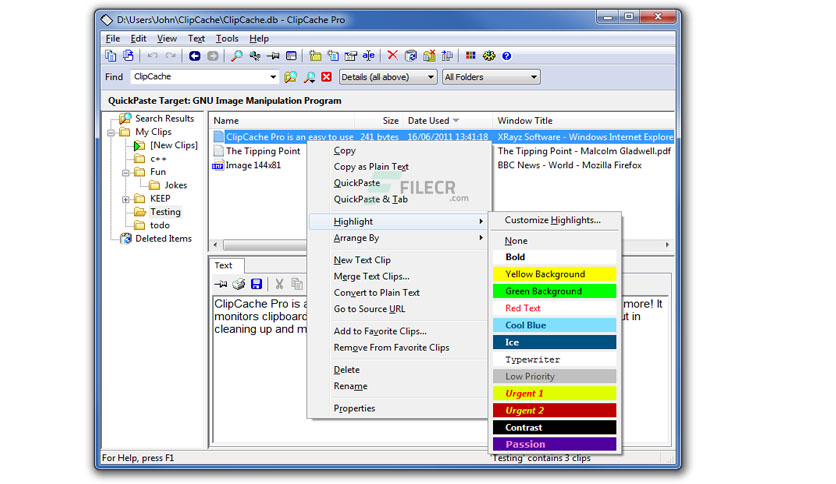 D:\Users\John\ClipCache\ClipCache.db - ClipCache Pro
File Edit View Text Tools Help
Find ClipCache Details (all above) All Folders
QuickPaste Target: GNU Image Manipulation Program
Search Results
My Clips
[New Clips]
c++
Fun
Jokes
KEEP
Testing
todo
Deleted Items
Name Size Date Used Window Title
ClipCache Pro is an easy to use 241 bytes 16/06/2011 13:41:18 XRayz Software - Windows Internet Explore
The Tipping Point The Tipping Point - Malcolm Gladwell.pdf
Image 144x81 BBC News - World - Mozilla Firefox
Copy
Copy as Plain Text
QuickPaste
QuickPaste & Tab
FILECR
.com
Highlight
Arrange By
New Text Clip
Merge Text Clips...
Convert to Plain Text
Go to Source URL
Add to Favorite Clips...
Remove From Favorite Clips
Delete
Rename
Properties
Customize Highlights...
None
Bold
Yellow Background
Green Background
Red Text
Cool Blue
Ice
Typewriter
Low Priority
Urgent 1
Urgent 2
Contrast
Passion
Text
ClipCache Pro is a more! It
monitors clipboard ut in
cleaning up and m
For Help, press F1 'Testing' contains 3 clips